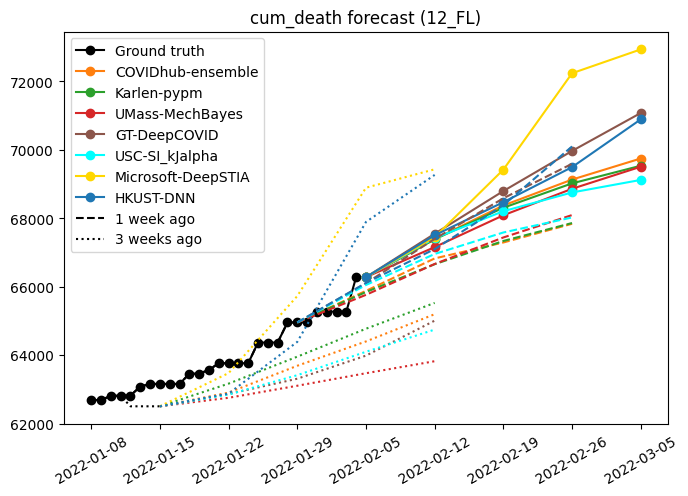 cum_death forecast (12_FL)
Ground truth
COVIDhub-ensemble
Karlen-pypm
UMass-MechBayes
GT-DeepCOVID
USC-SI_kJalpha
Microsoft-DeepSTIA
HKUST-DNN
1 week ago
3 weeks ago
72000
70000
68000
66000
64000
62000
2022-01-08
2022-01-15
2022-01-22
2022-01-29
2022-02-05
2022-02-12
2022-02-19
2022-02-26
2022-03-05